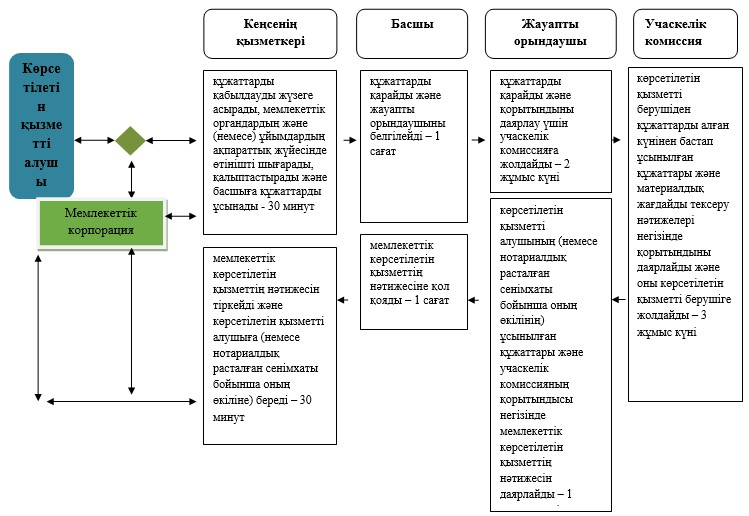 Кеңсенің
қызметкері
Басшы
Жауапты
орындаушы
Учаскелік
комиссия
Көрсе
тілеті
н
қызме
тті
алуш
ы
Мемлекеттік
корпорация
құжаттарды
қабылдауды жүзеге
асырады, мемлекеттік
органдардың және
(немесе) ұйымдардың
ақпараттық жүйесінде
өтінішті шығарады,
қалыптастырады және
басшыға құжаттарды
ұсынады - 30 минут
құжаттарды
қарайды және
жауапты
орындаушыны
белгілейді – 1
сағат
құжаттарды
қарайды және
қорытындыны
даярлау үшін
учаскелік
комиссияға
жолдайды – 2
жұмыс күні
көрсетілетін
қызметті
берушіден
құжаттарды алған
күнінен бастап
ұсынылған
құжаттары және
материалдық
жағдайды тексеру
нәтижелері
негізінде
қорытындыны
даярлайды және
оны көрсетілетін
қызметті берушіге
жолдайды – 3
жұмыс күні
көрсетілетін
қызметті
алушының (немесе
нотариалдық
расталған
сенімхаты
бойынша оның
өкілінің)
ұсынылған
құжаттары және
учаскелік
комиссияның
қорытындысы
негізінде
мемлекеттік
көрсетілетін
қызметтің
нәтижесін
даярлайды – 1
мемлекеттік
көрсетілетін
қызметтің
нәтижесіне қол
қояды – 1 сағат
мемлекеттік
көрсетілетін
қызметтің нәтижесін
тіркейді және
көрсетілетін қызметті
алушыға (немесе
нотариалдық
расталған сенімхаты
бойынша оның
өкіліне) береді – 30
минут